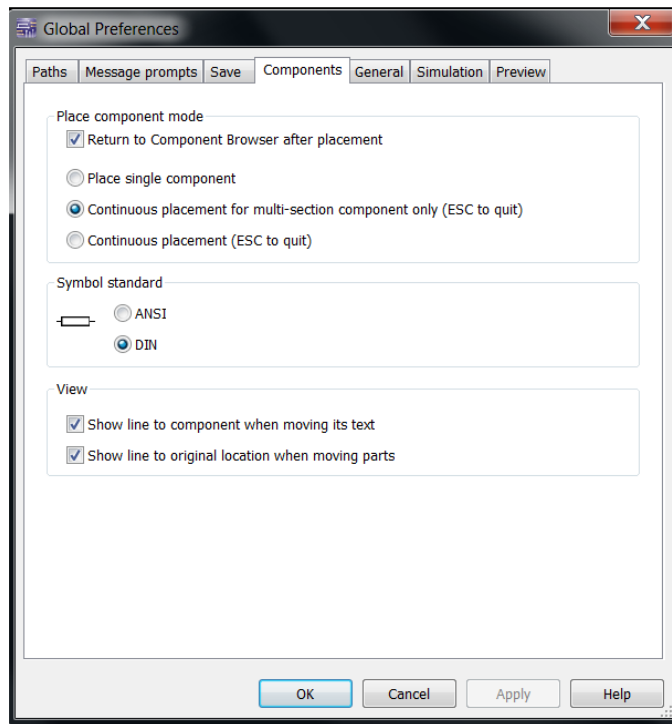 Global Preferences
Paths Message prompts Save Components General Simulation Preview
Place component mode
Return to Component Browser after placement
Place single component
Continuous placement for multi-section component only (ESC to quit)
Continuous placement (ESC to quit)
Symbol standard
ANSI
DIN
View
Show line to component when moving its text
Show line to original location when moving parts
OK Cancel Apply Help